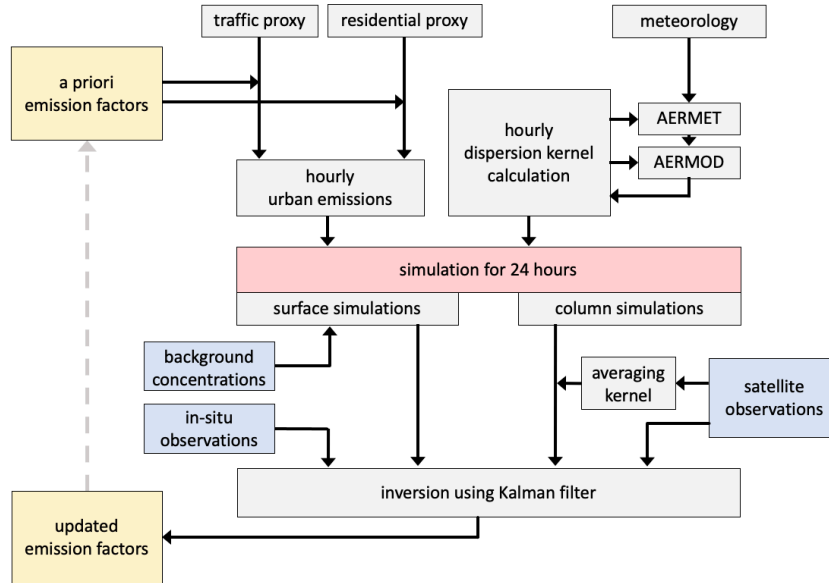 traffic proxy
residential proxy
meteorology
a priori
emission factors
hourly
dispersion kernel
calculation
AERMET
AERMOD
hourly
urban emissions
simulation for 24 hours
surface simulations
column simulations
background
concentrations
averaging
kernel
satellite
observations
in-situ
observations
inversion using Kalman filter
updated
emission factors